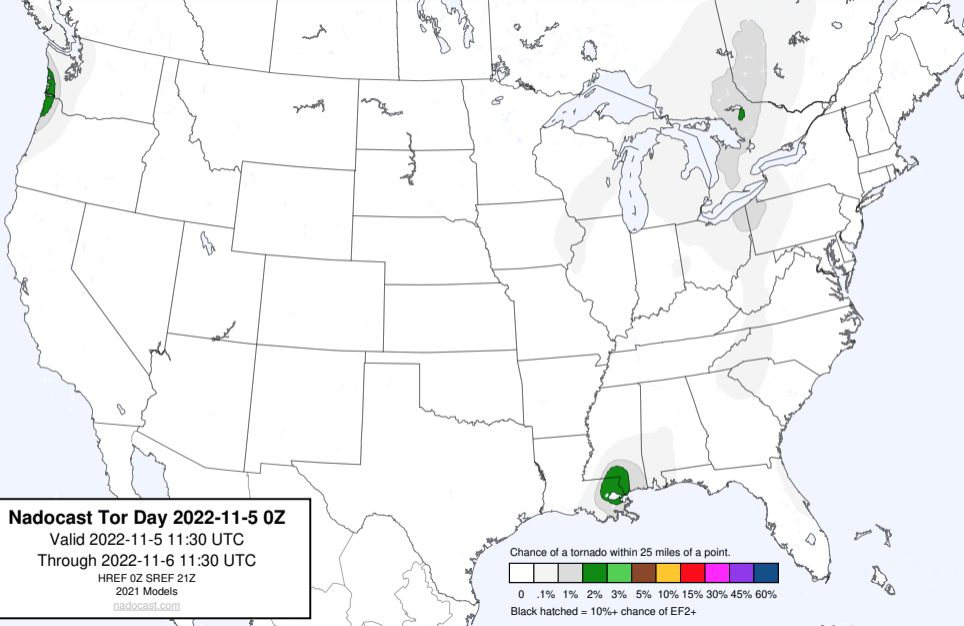 Nadocast Tor Day 2022-11-5 0Z
Valid 2022-11-5 11:30 UTC
Through 2022-11-6 11:30 UTC
HREF 0Z SREF 21Z
2021 Models
nadocast.com
Chance of a tornado within 25 miles of a point.
0 .1% 1% 2% 3% 5% 10% 15% 30% 45% 60%
Black hatched = 10%+ chance of EF2+